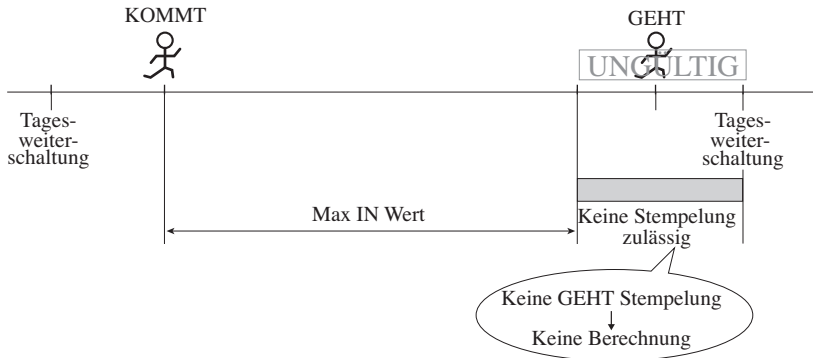 KOMMT
GEHT
UNGÜLTIG
Tages-
weiter-
schaltung
Tages-
weiter-
schaltung
Max IN Wert
Keine Stempelung
zulässig
Keine GEHT Stempelung
Keine Berechnung